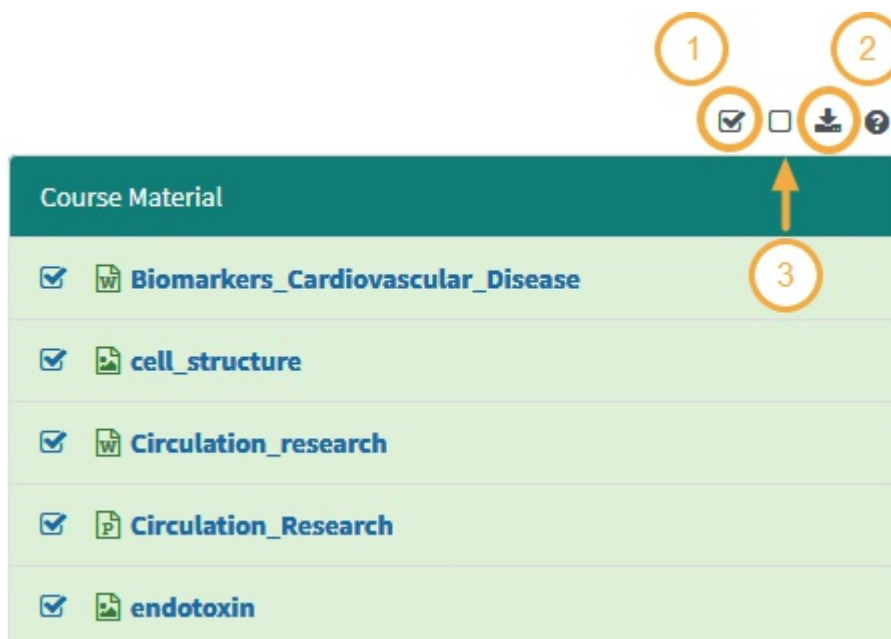 1 2
Course Material
3
Biomarkers_Cardiovascular_Disease
cell_structure
Circulation_research
Circulation_Research
endotoxin